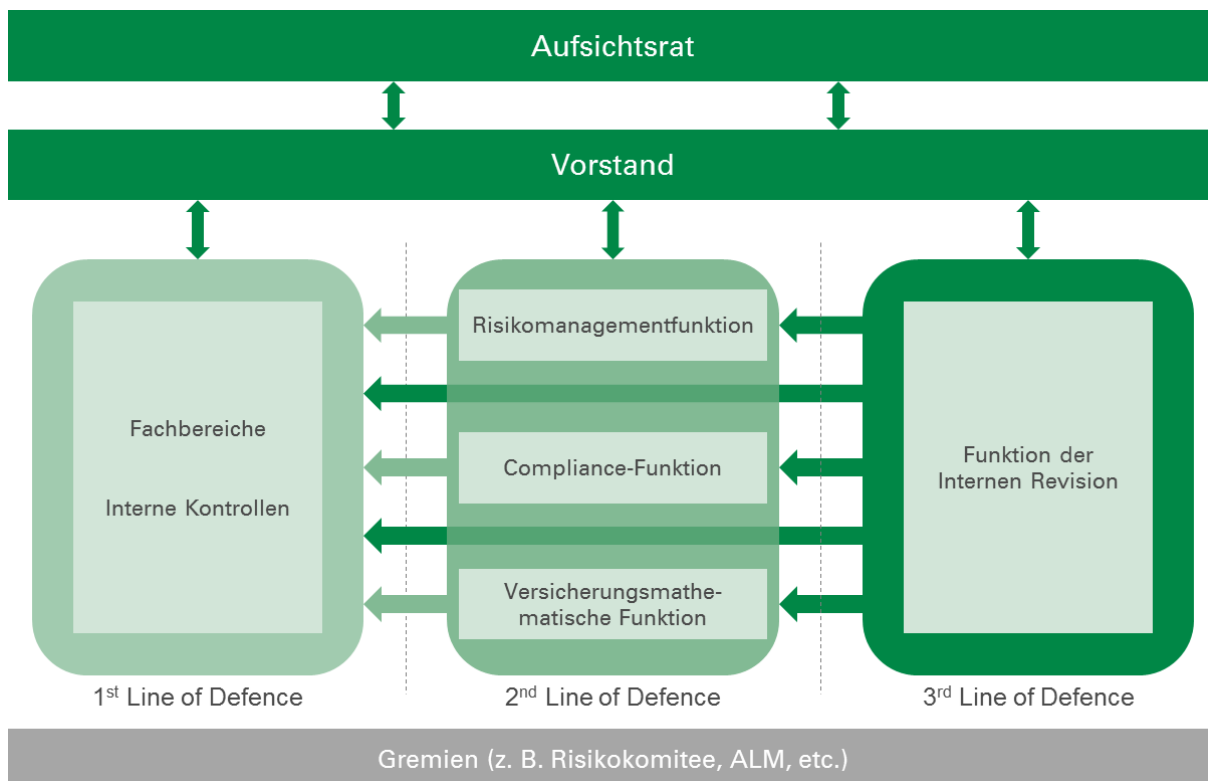 Aufsichtsrat
Vorstand
Fachbereiche
Interne Kontrollen
1st Line of Defence
Risikomanagementfunktion
Compliance-Funktion
Versicherungsmathe-
matische Funktion
2nd Line of Defence
Funktion der
Internen Revision
3rd Line of Defence
Gremien (z. B. Risikokomitee, ALM, etc.)